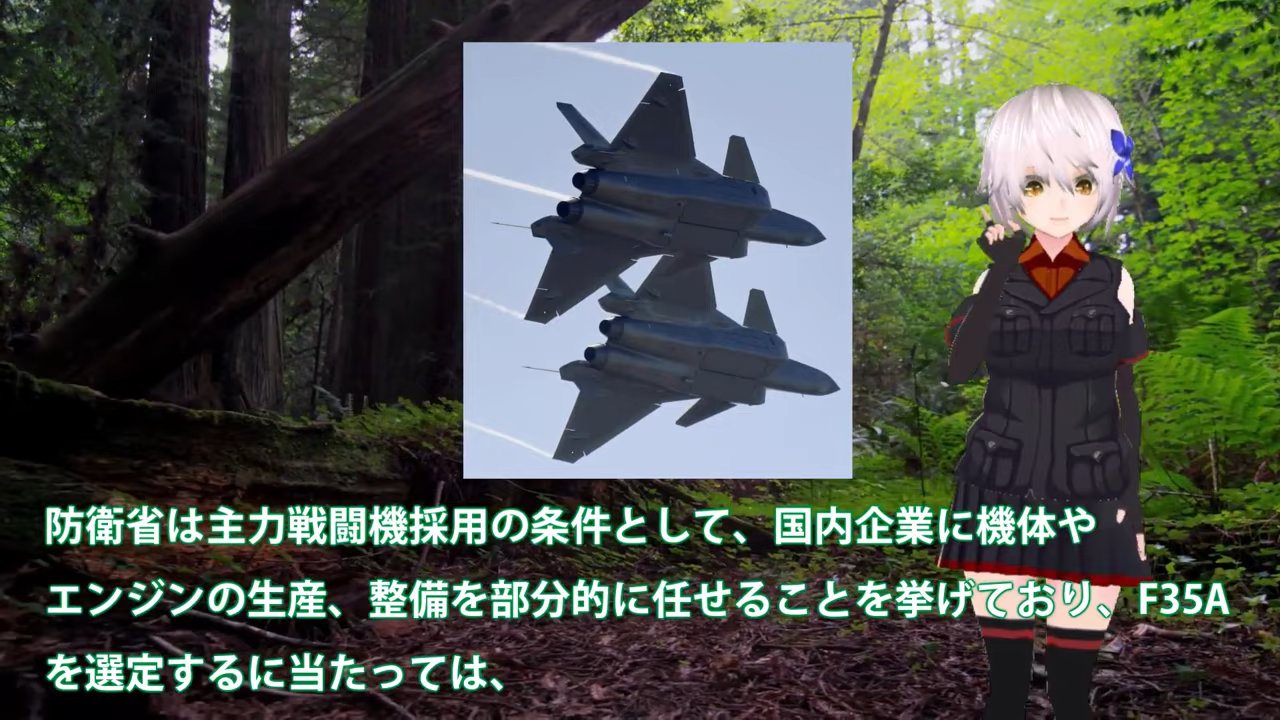 防衛省は主力戦闘機採用の条件として、国内企業に機体や
エンジンの生産、整備を部分的に任せることを挙げており、F35A
を選定するに当たっては、